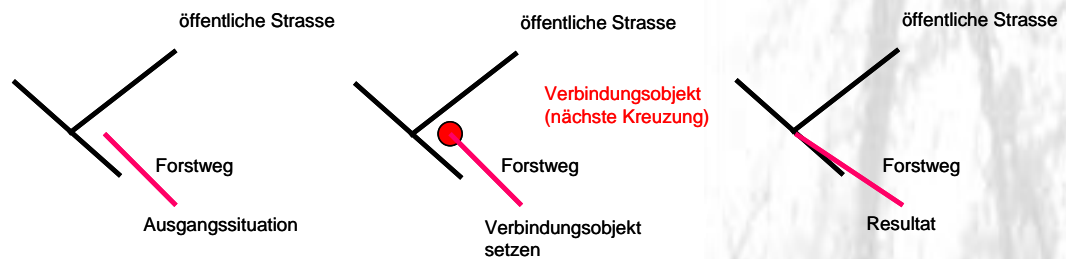 öffentliche Strasse
Forstweg
Ausgangssituation
öffentliche Strasse
Verbindungsobjekt
(nächste Kreuzung)
Forstweg
Verbindungsobjekt
setzen
öffentliche Strasse
Forstweg
Resultat